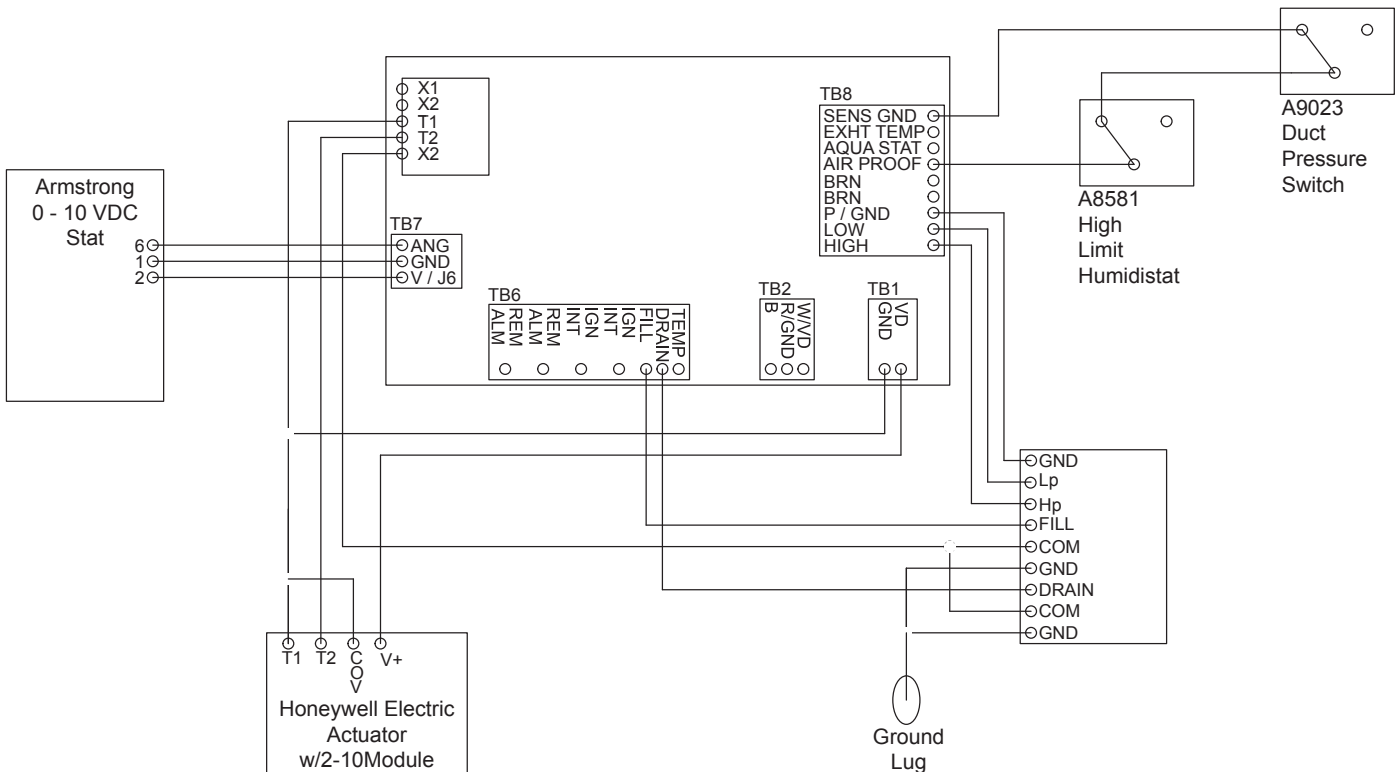 X1
X2
T1
T2
X2
Armstrong
0 - 10 VDC
Stat
6
1
2
TB7
ANG
GND
V / J6
TB6
ALM
REM
ALM
REM
INT
IGN
INT
IGN
FILL
DRAIN
TEMP
TB2
B
R/GND
W/VD
TB1
GND
VD
TB8
SENS GND
EXHT TEMP
AQUA STAT
AIR PROOF
BRN
BRN
P / GND
LOW
HIGH
A9023
Duct
Pressure
Switch
A8581
High
Limit
Humidistat
GND
Lp
Hp
FILL
COM
GND
DRAIN
COM
GND
T1
T2
COV
V+
Honeywell Electric
Actuator
w/2-10Module
Ground
Lug